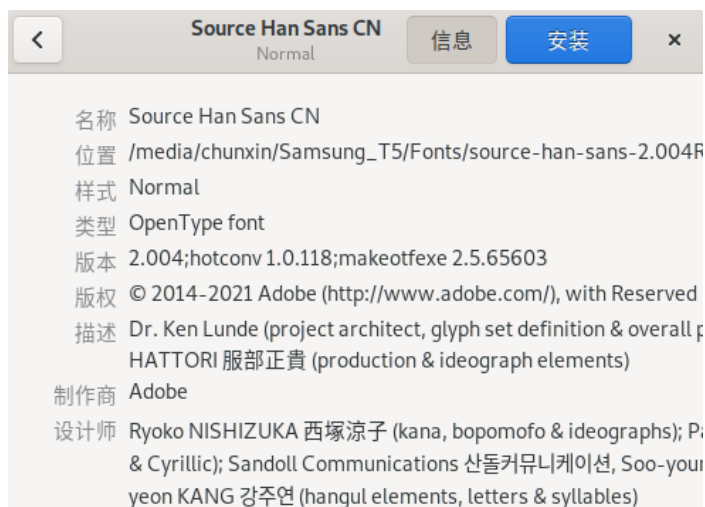 Source Han Sans CN
Normal
信息
安装
名称 Source Han Sans CN
位置 /media/chunxin/Samsung_T5/Fonts/source-han-sans-2.004R
样式 Normal
类型 OpenType font
版本 2.004;hotconv 1.0.118;makeotfexe 2.5.65603
版权 © 2014-2021 Adobe (http://www.adobe.com/), with Reserved
描述 Dr. Ken Lunde (project architect, glyph set definition & overall
HATTORI 服部正貴 (production & ideograph elements)
制作商 Adobe
设计师 Ryoko NISHIZUKA 西塚涼子 (kana, bopomofo & ideographs);
& Cyrillic); Sandoll Communications 산돌커뮤니케이션,
yeon KANG 강주연 (hangul elements, letters & syllables)